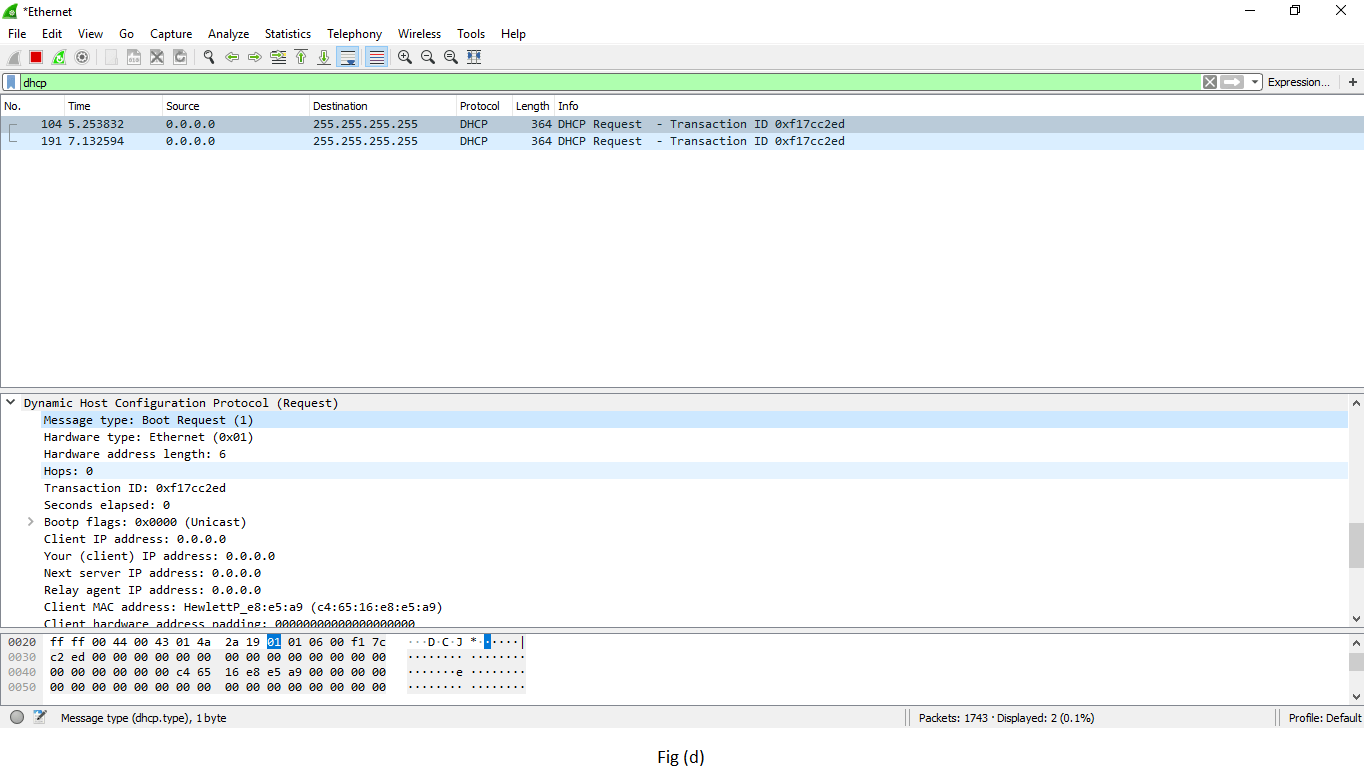 *Ethernet
File Edit View Go Capture Analyze Statistics Telephony Wireless Tools Help
dhcp Expression… +
No. Time Source Destination Protocol Length Info
104 5.253832 0.0.0.0 255.255.255.255 DHCP 364 DHCP Request - Transaction ID 0xf17cc2ed
191 7.132594 0.0.0.0 255.255.255.255 DHCP 364 DHCP Request - Transaction ID 0xf17cc2ed
Dynamic Host Configuration Protocol (Request)
Message type: Boot Request (1)
Hardware type: Ethernet (0x01)
Hardware address length: 6
Hops: 0
Transaction ID: 0xf17cc2ed
Seconds elapsed: 0
Bootp flags: 0x0000 (Unicast)
Client IP address: 0.0.0.0
Your (client) IP address: 0.0.0.0
Next server IP address: 0.0.0.0
Relay agent IP address: 0.0.0.0
Client MAC address: HewlettP_e8:e5:a9 (c4:65:16:e8:e5:a9)
Client hardware address padding: 00000000000000000000
0020 ff ff 00 44 00 43 01 4a 2a 19 01 01 06 00 f1 7c ···D·C·J *······|
0030 c2 ed 00 00 00 00 00 00 00 00 00 00 00 00 00 00 ········ ········
0040 00 00 00 00 00 00 c4 65 16 e8 e5 a9 00 00 00 00 ·······e ········
0050 00 00 00 00 00 00 00 00 00 00 00 00 00 00 00 00 ········ ········
Message type (dhcp.type), 1 byte Packets: 1743 · Displayed: 2 (0.1%) Profile: Default
Fig (d)